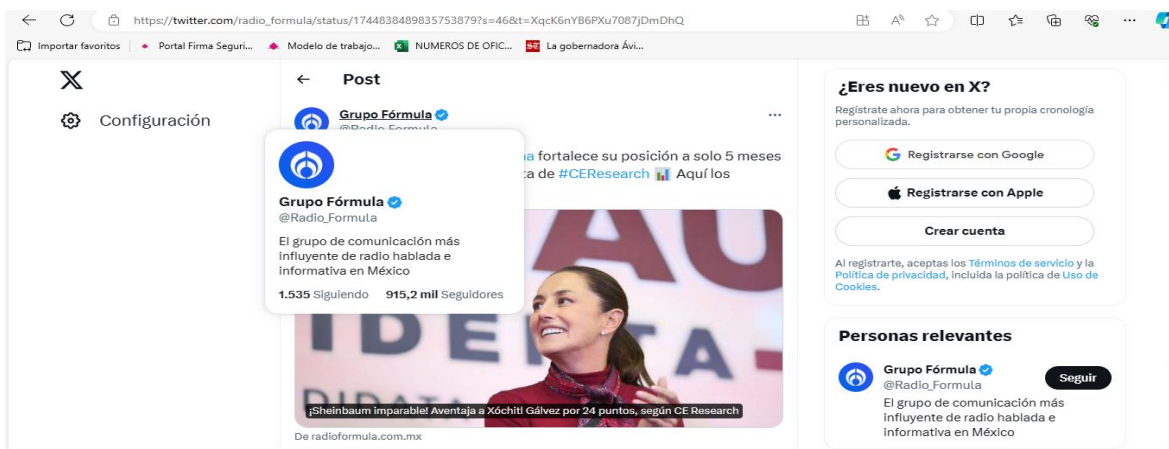 https://twitter.com/radio_formula/status/1744838489835753879?s=46&t=XqcK6nYB6PXu7087jDmDhQ
Importar favoritos
Portal Firma Seguri...
Modelo de trabajo...
NUMEROS DE OFIC...
La gobernadora Ávi...
X
Configuración
Post
Grupo Fórmula
@Radio_Formula
fortalece su posición a solo 5 meses
de #CEResearch 📊 Aquí los
Grupo Fórmula
@Radio_Formula
El grupo de comunicación más
influyente de radio hablada e
informativa en México
1.535 Siguiendo 915,2 mil Seguidores
AU
IDENTA
DIDATA
¡Sheinbaum imparable! Aventaja a Xóchitl Gálvez por 24 puntos, según CE Research
De radioformula.com.mx
¿Eres nuevo en X?
Regístrate ahora para obtener tu propia cronología
personalizada.
Registrarse con Google
Registrarse con Apple
Crear cuenta
Al registrarte, aceptas los Términos de servicio y la
Política de privacidad, incluida la política de Uso de
Cookies.
Personas relevantes
Grupo Fórmula
@Radio_Formula
Seguir
El grupo de comunicación más
influyente de radio hablada e
informativa en México